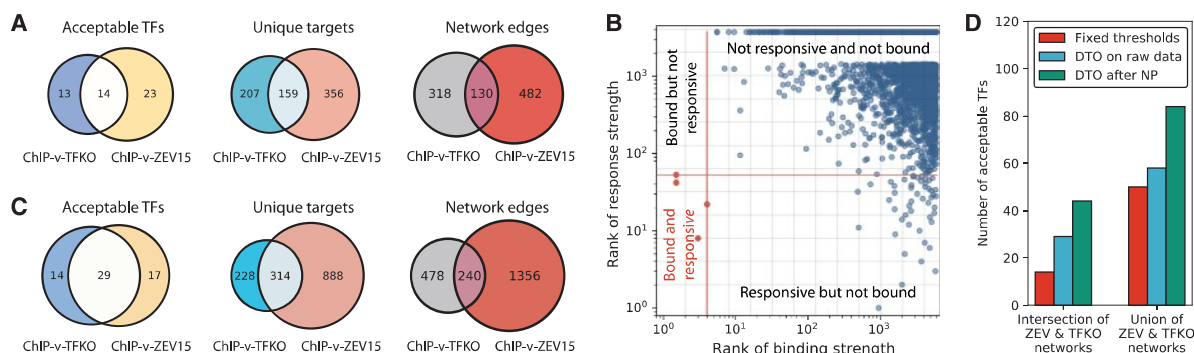 A
Acceptable TFs
13 14 23
ChIP-v-TFKO ChIP-v-ZEV15
Unique targets
207 159 356
ChIP-v-TFKO ChIP-v-ZEV15
Network edges
318 130 482
ChIP-v-TFKO ChIP-v-ZEV15
C
Acceptable TFs
14 29 17
ChIP-v-TFKO ChIP-v-ZEV15
Unique targets
228 314 888
ChIP-v-TFKO ChIP-v-ZEV15
Network edges
478 240 1356
ChIP-v-TFKO ChIP-v-ZEV15
B
Rank of response strength
10³
10²
10¹
10⁰
Bound but not
responsive
Not responsive and not bound
Bound and
responsive
Responsive but not bound
10⁰ 10¹ 10² 10³
Rank of binding strength
D
Number of acceptable TFs
120
100
80
60
40
20
0
Fixed thresholds
DTO on raw data
DTO after NP
Intersection of
ZEV & TFKO
networks
Union of
ZEV & TFKO
networks